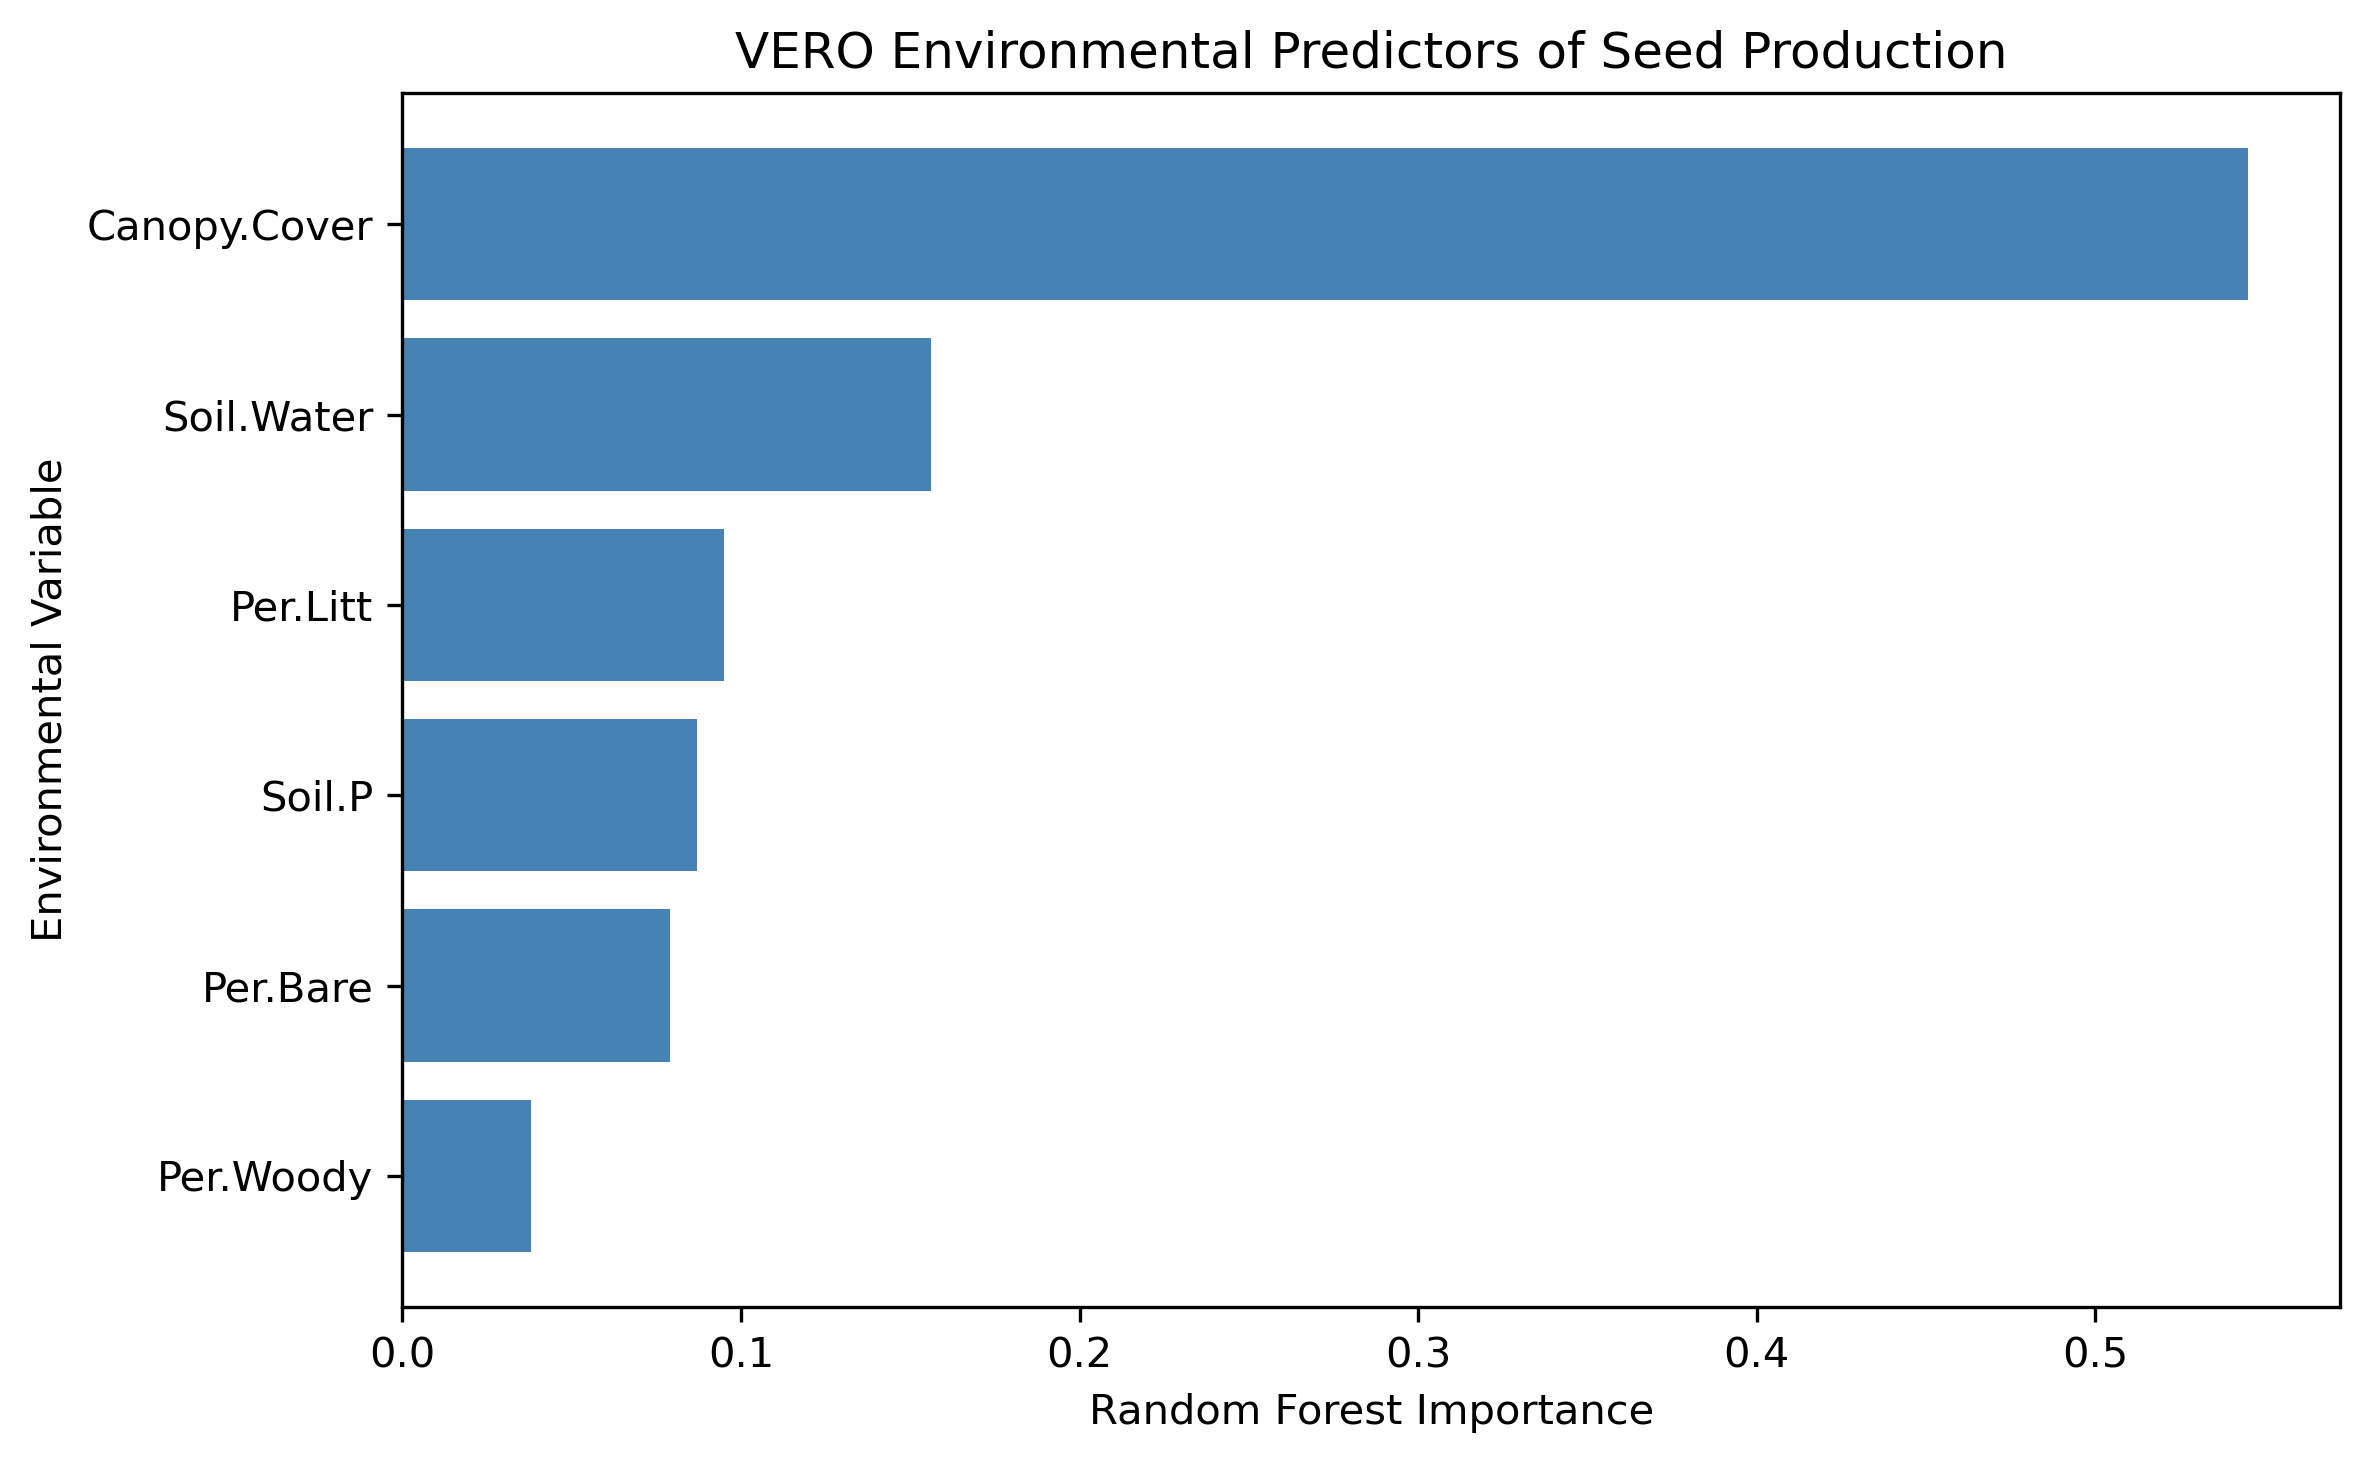 VERO Environmental Predictors of Seed Production
Environmental Variable
Canopy.Cover
Soil.Water
Per.Litt
Soil.P
Per.Bare
Per.Woody
0.0 0.1 0.2 0.3 0.4 0.5
Random Forest Importance